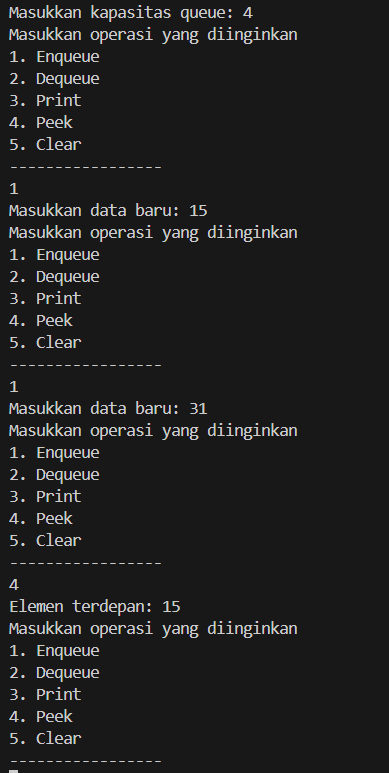 Masukkan kapasitas queue: 4
Masukkan operasi yang diinginkan
1. Enqueue
2. Dequeue
3. Print
4. Peek
5. Clear
-----------------
1
Masukkan data baru: 15
Masukkan operasi yang diinginkan
1. Enqueue
2. Dequeue
3. Print
4. Peek
5. Clear
-----------------
1
Masukkan data baru: 31
Masukkan operasi yang diinginkan
1. Enqueue
2. Dequeue
3. Print
4. Peek
5. Clear
-----------------
4
Elemen terdepan: 15
Masukkan operasi yang diinginkan
1. Enqueue
2. Dequeue
3. Print
4. Peek
5. Clear
-----------------